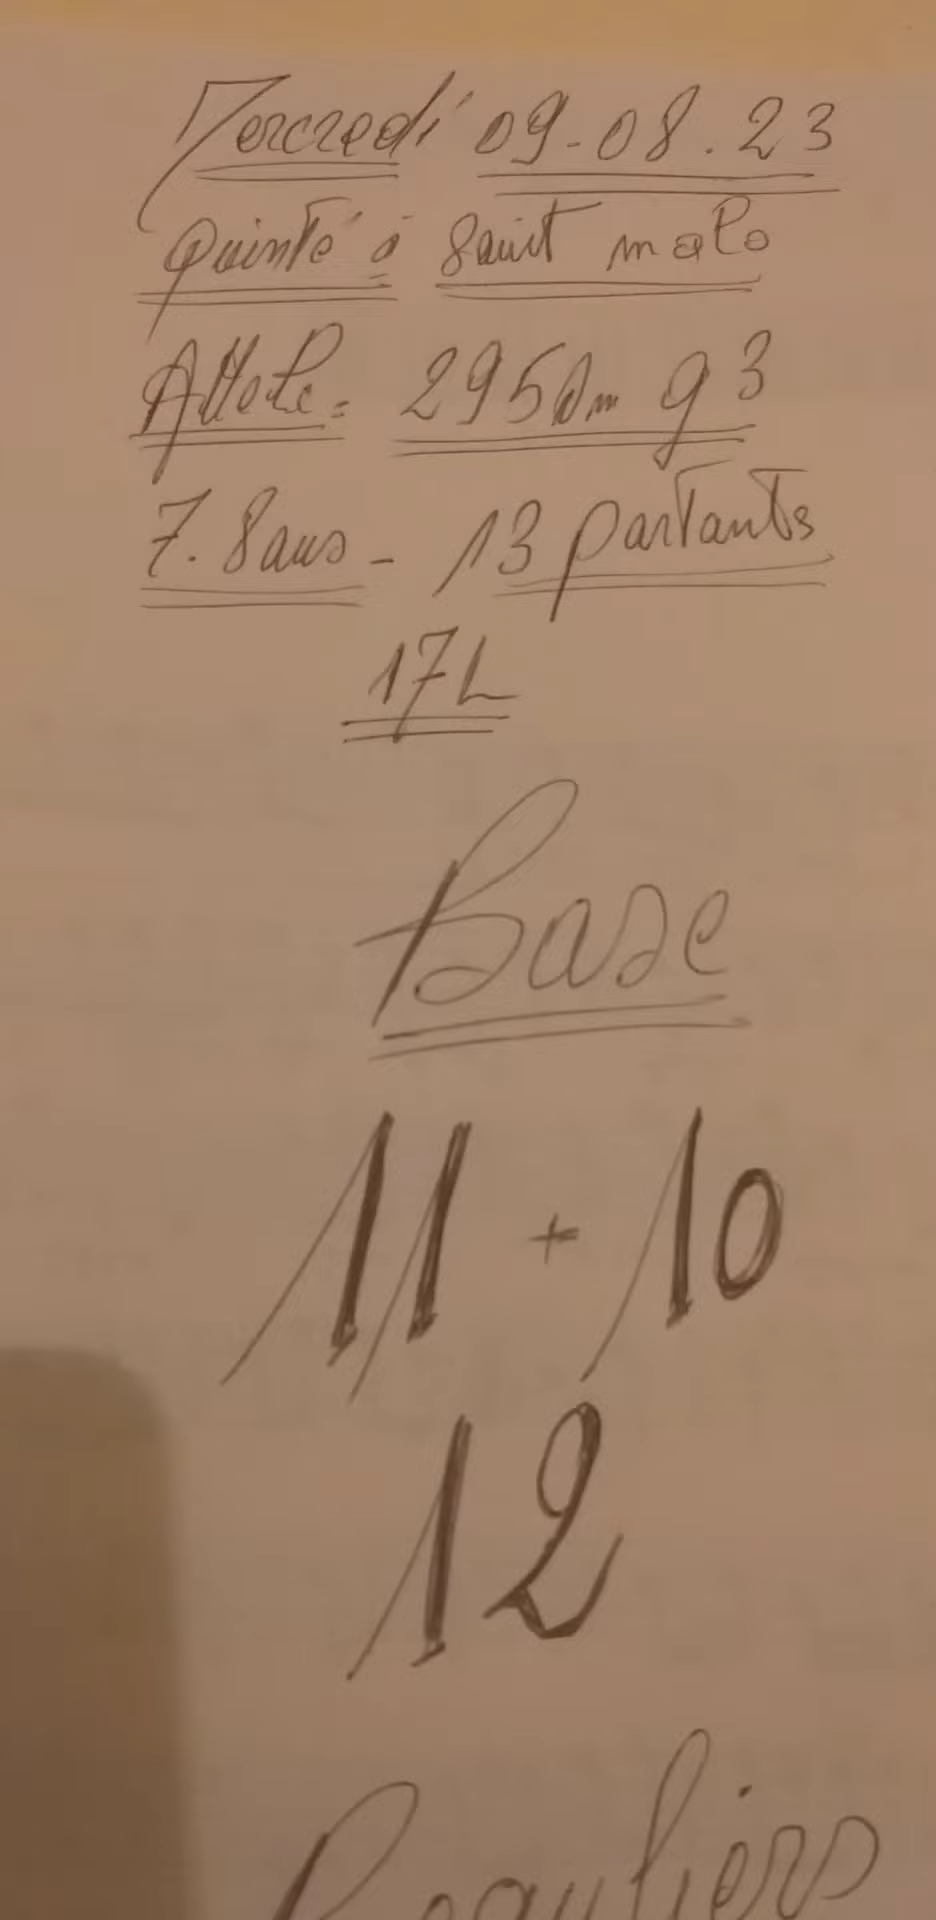 Mercredi 09-08.23
Quinté à Saint malo
Attelé = 2950m g3
7.8ans - 13 partants
17h
Base
11 + 10
12
Réguliers